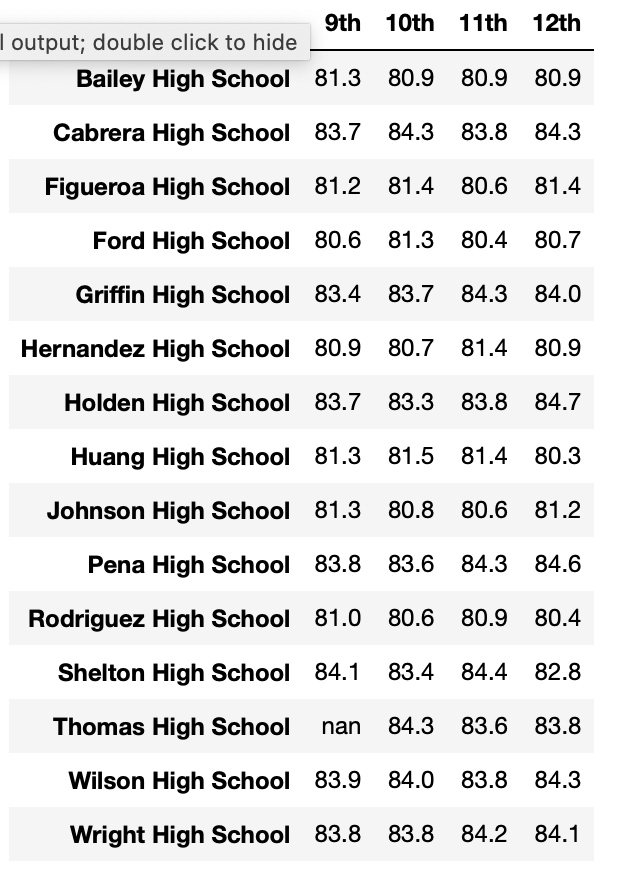 9th 10th 11th 12th
output; double click to hide
Bailey High School 81.3 80.9 80.9 80.9
Cabrera High School 83.7 84.3 83.8 84.3
Figueroa High School 81.2 81.4 80.6 81.4
Ford High School 80.6 81.3 80.4 80.7
Griffin High School 83.4 83.7 84.3 84.0
Hernandez High School 80.9 80.7 81.4 80.9
Holden High School 83.7 83.3 83.8 84.7
Huang High School 81.3 81.5 81.4 80.3
Johnson High School 81.3 80.8 80.6 81.2
Pena High School 83.8 83.6 84.3 84.6
Rodriguez High School 81.0 80.6 80.9 80.4
Shelton High School 84.1 83.4 84.4 82.8
Thomas High School nan 84.3 83.6 83.8
Wilson High School 83.9 84.0 83.8 84.3
Wright High School 83.8 83.8 84.2 84.1